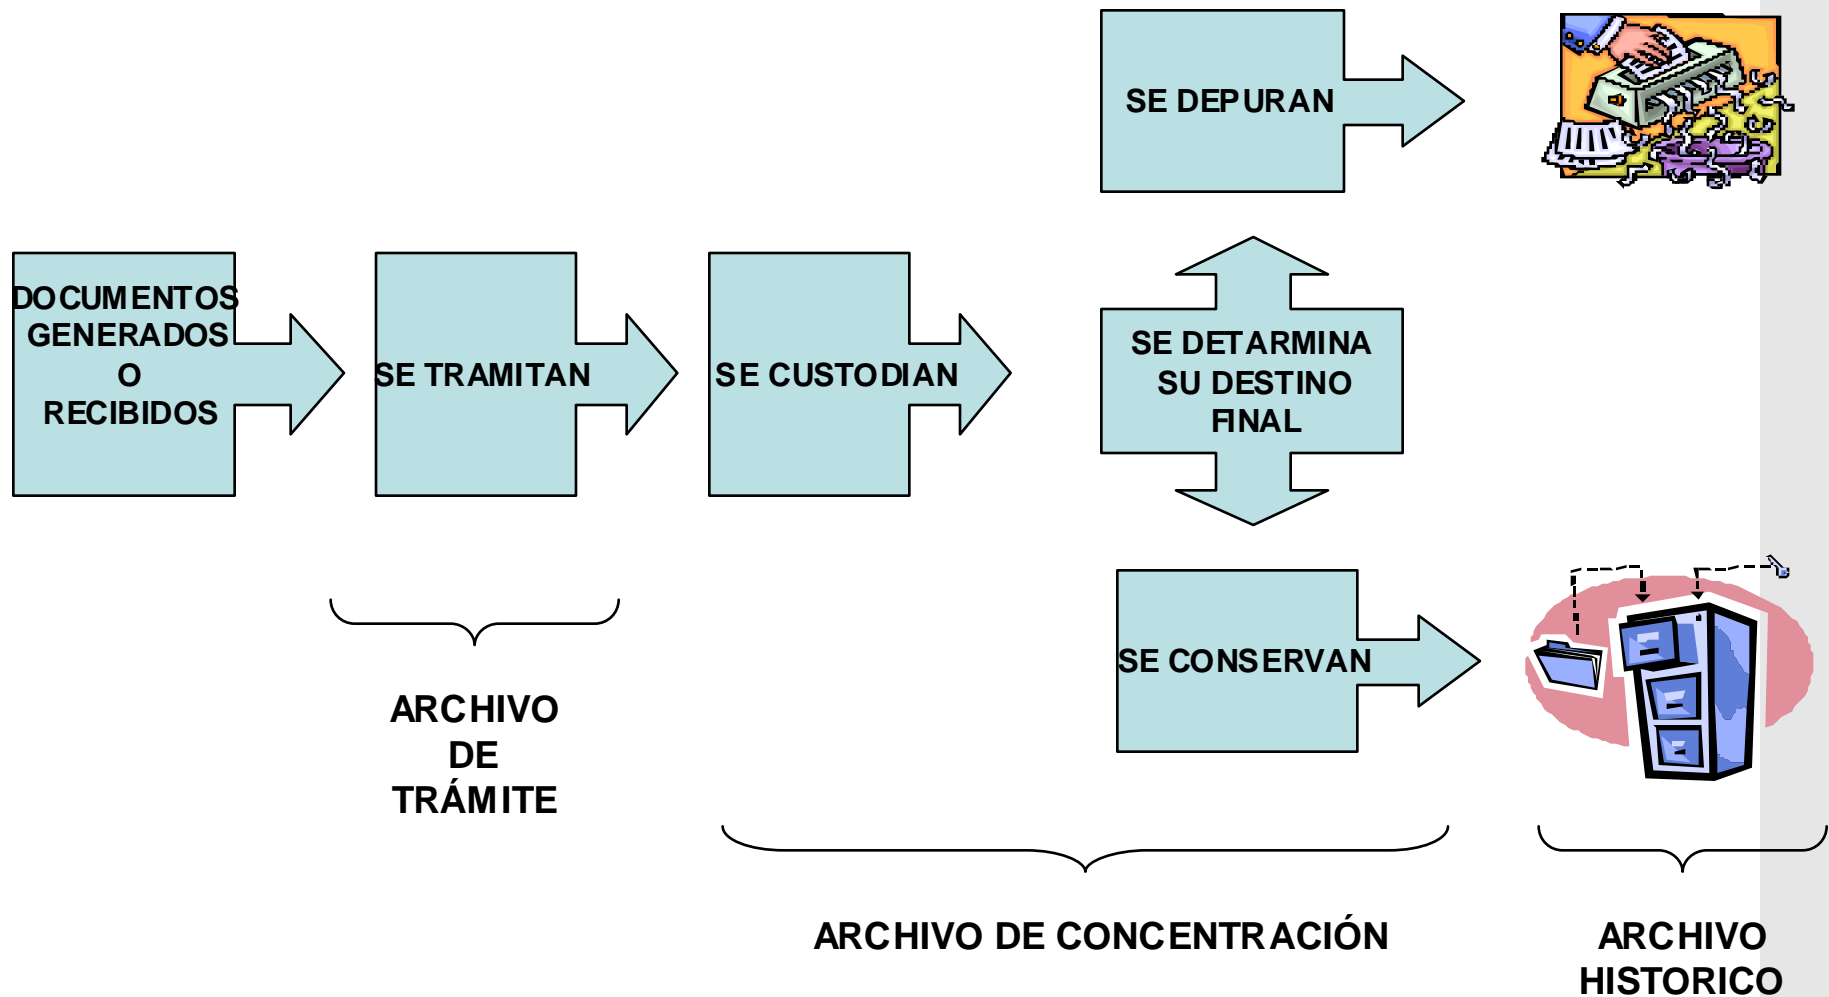 SE DEPURAN
DOCUMENTOS
GENERADOS
O
RECIBIDOS
SE TRAMITAN
SE CUSTODIAN
SE DETARMINA
SU DESTINO
FINAL
SE CONSERVAN
ARCHIVO
DE
TRÁMITE
ARCHIVO DE CONCENTRACIÓN
ARCHIVO
HISTORICO